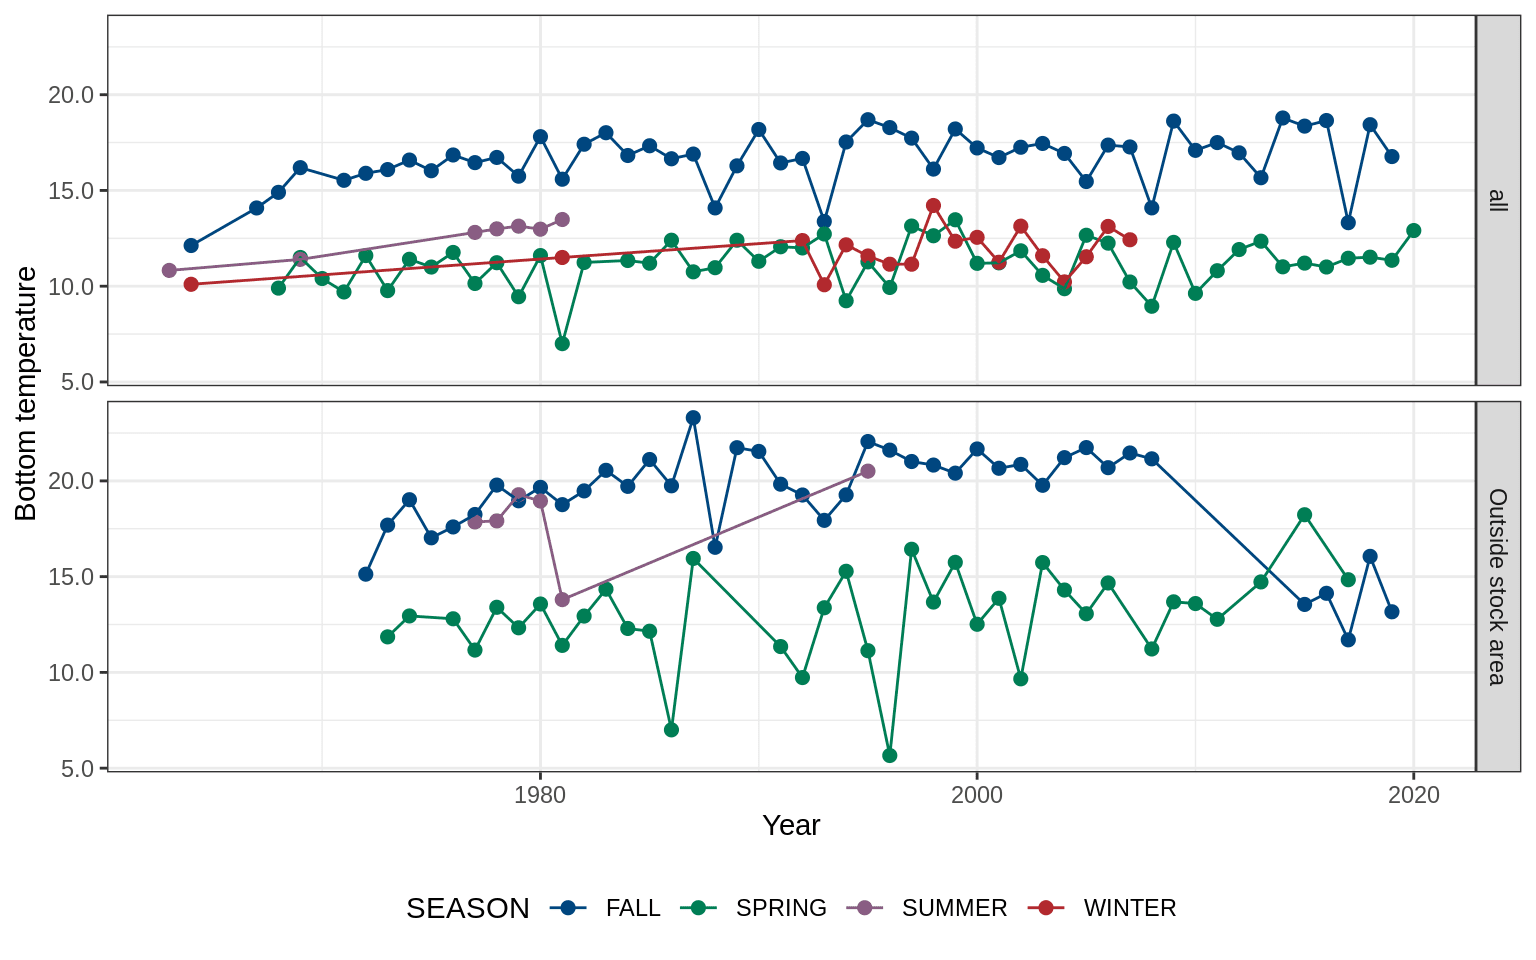 Bottom temperature
20.0
15.0
10.0
5.0
all
20.0
15.0
10.0
5.0
Outside stock area
1980 2000 2020
Year
SEASON FALL SPRING SUMMER WINTER